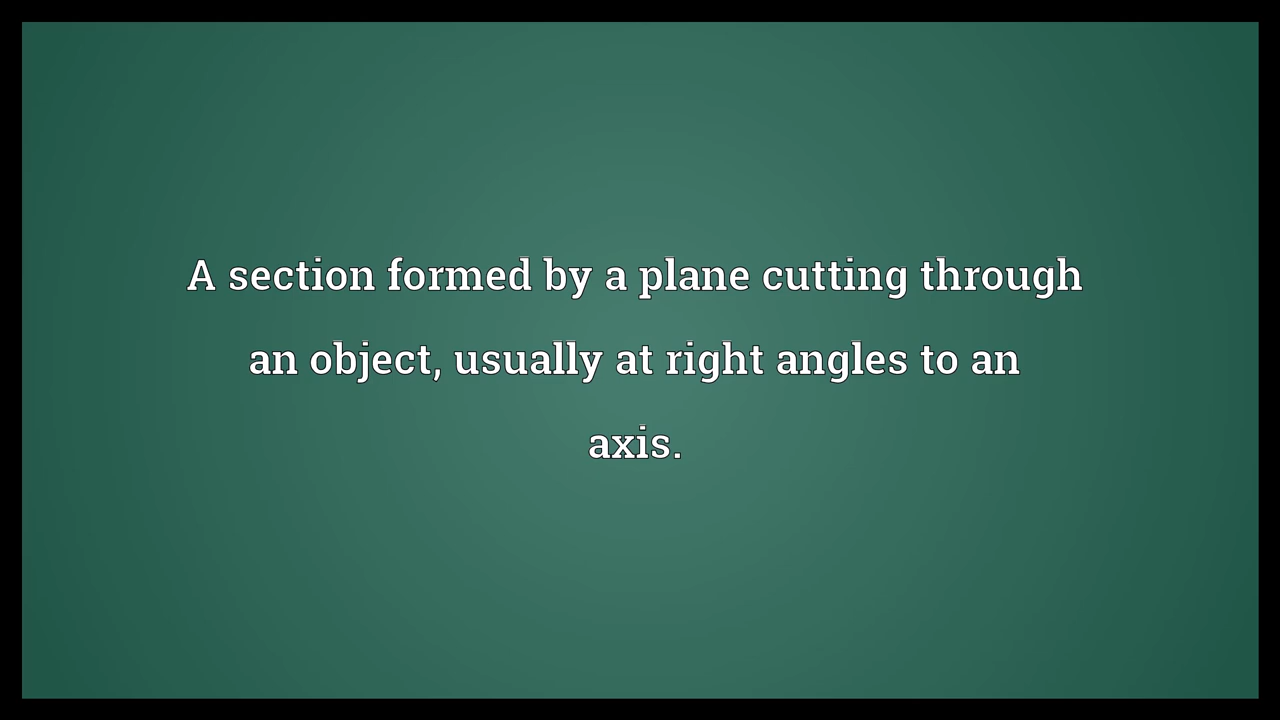 A section formed by a plane cutting through
an object, usually at right angles to an
axis.